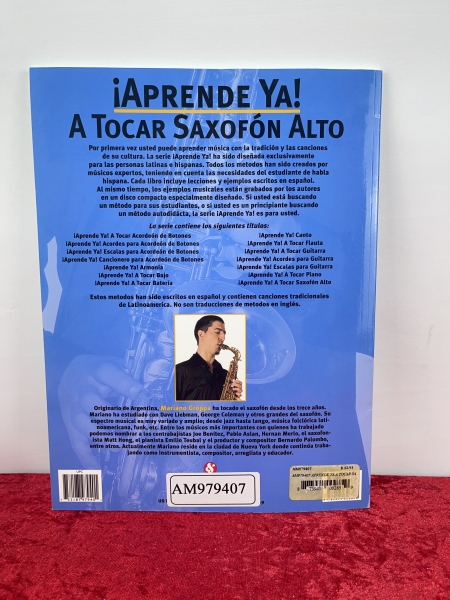 ¡APRENDE YA!
A TOCAR SAXOFÓN ALTO
Por primera vez usted puede aprender música con la tradición y las canciones
de su cultura. La serie ¡Aprende Ya! ha sido diseñada exclusivamente
para las personas latinas e hispanas. Todos los metodos han sido creados por
músicos expertos, teniendo en cuenta las necesidades del estudiante de habla
hispana. Cada libro incluye lecciones y ejemplos escritos en español.
Al mismo tiempo, los ejemplos musicales están grabados por los autores
en un disco compacto especialmente diseñado. Si usted está buscando
un método para sus estudiantes, o si usted es un principiante buscando
un método autodidácta, la serie ¡Aprende Ya! es para usted.
La serie contiene los siguientes titulos:
¡Aprende Ya! A Tocar Acordeón de Botones
¡Aprende Ya! Acordes para Acordeón de Botones
¡Aprende Ya! Escalas para Acordeón de Botones
¡Aprende Ya! Cancionero para Acordeón de Botones
¡Aprende Ya! Armonía
¡Aprende Ya! A Tocar Bajo
¡Aprende Ya! A Tocar Batería
¡Aprende Ya! Canto
¡Aprende Ya! A Tocar Flauta
¡Aprende Ya! A Tocar Guitarra
¡Aprende Ya! Acordes para Guitarra
¡Aprende Ya! Escalas para Guitarra
¡Aprende Ya! A Tocar Piano
¡Aprende Ya! A Tocar Saxofón Alto
Estos metodos han sido escritos en español y contienen canciones tradicionales
de Latinoamerica. No son traducciones de metodos en inglés.
Originario de Argentina, Mariano Groppa ha tocado el saxofón desde los trece años.
Mariano ha estudiado con Dave Liebman, George Coleman y otros grandes del saxofón. Su
espectro musical es muy variado y amplio; desde jazz hasta tango, música folclórica lati-
noamericana, funk, etc. Entre los músicos más importantes con quienes ha trabajado
podemos nombrar a los contrabajistas Joe Benitez, Pablo Aslan, Hernan Merlo, el saxofon-
ista Matt Hong, el pianista Emilio Teubal y el productor y compositor Bernardo Palombo,
entre otros. Actualmente Mariano reside en la ciudad de Nueva York donde continúa traba-
jando como instrumentista, compositor, arreglista y educador.
UPC
&
AM979407
AM979407